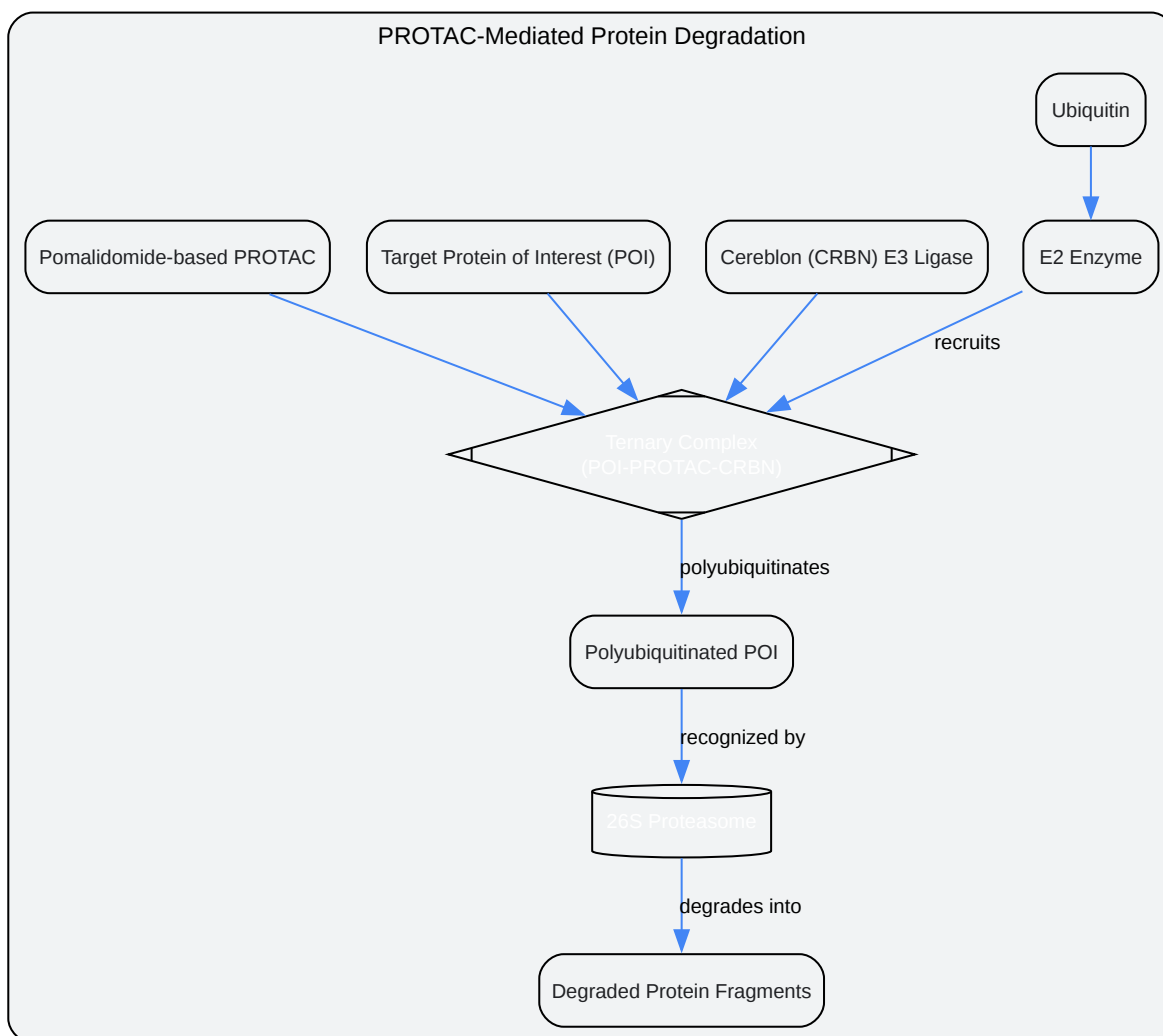 PROTAC-Mediated Protein Degradation
Ubiquitin
Pomalidomide-based PROTAC
Target Protein of Interest (POI)
Cereblon (CRBN) E3 Ligase
E2 Enzyme
recruits
Ternary Complex
(POI-PROTAC-CRBN)
polyubiquitinates
Polyubiquitinated POI
recognized by
26S Proteasome
degrades into
Degraded Protein Fragments